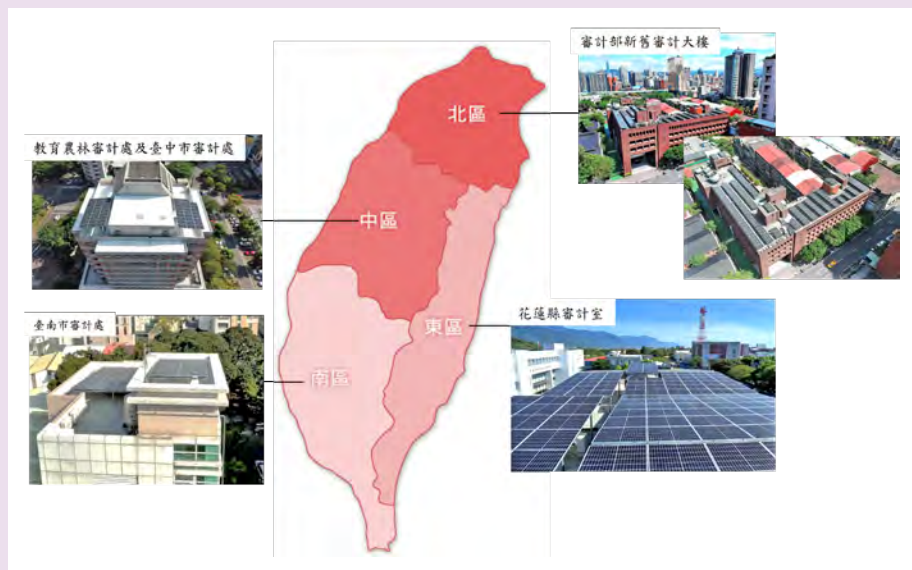 審計部新舊審計大樓
北區
教育農林審計處及臺中市審計處
中區
花蓮縣審計室
臺南市審計處
東區
南區